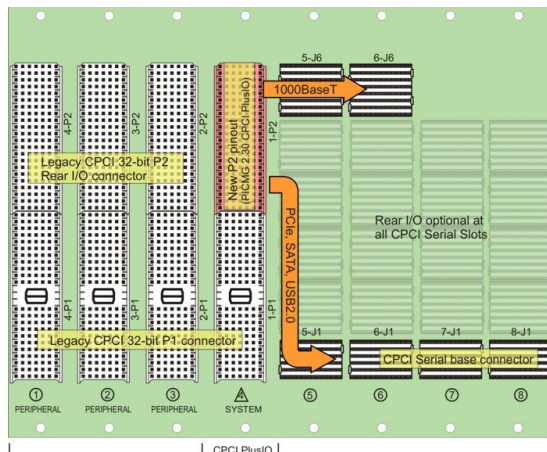 5-J6
6-J6
1000BaseT
4-P2
3-P2
2-P2
1-P2
New P2 pinout
(PICMG 2.30 CPCI PlusIO)
Legacy CPCI 32-bit P2
Rear I/O connector
PCIe, SATA, USB2.0
Rear I/O optional at
all CPCI Serial Slots
4-P1
3-P1
2-P1
1-P1
Legacy CPCI 32-bit P1 connector
5-J1
6-J1
7-J1
8-J1
CPCI Serial base connector
1
2
3
4
5
6
7
8
PERIPHERAL
PERIPHERAL
PERIPHERAL
SYSTEM
CPCI PlusIO